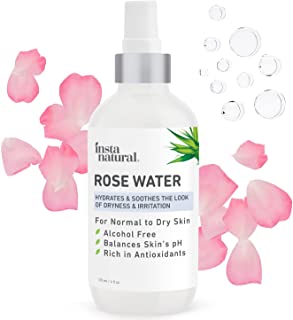 insta
natural.
ROSE WATER
HYDRATES & SOOTHES THE LOOK
OF DRYNESS & IRRITATION
For Normal to Dry Skin
Alcohol Free
Balances Skin's pH
Rich in Antioxidants